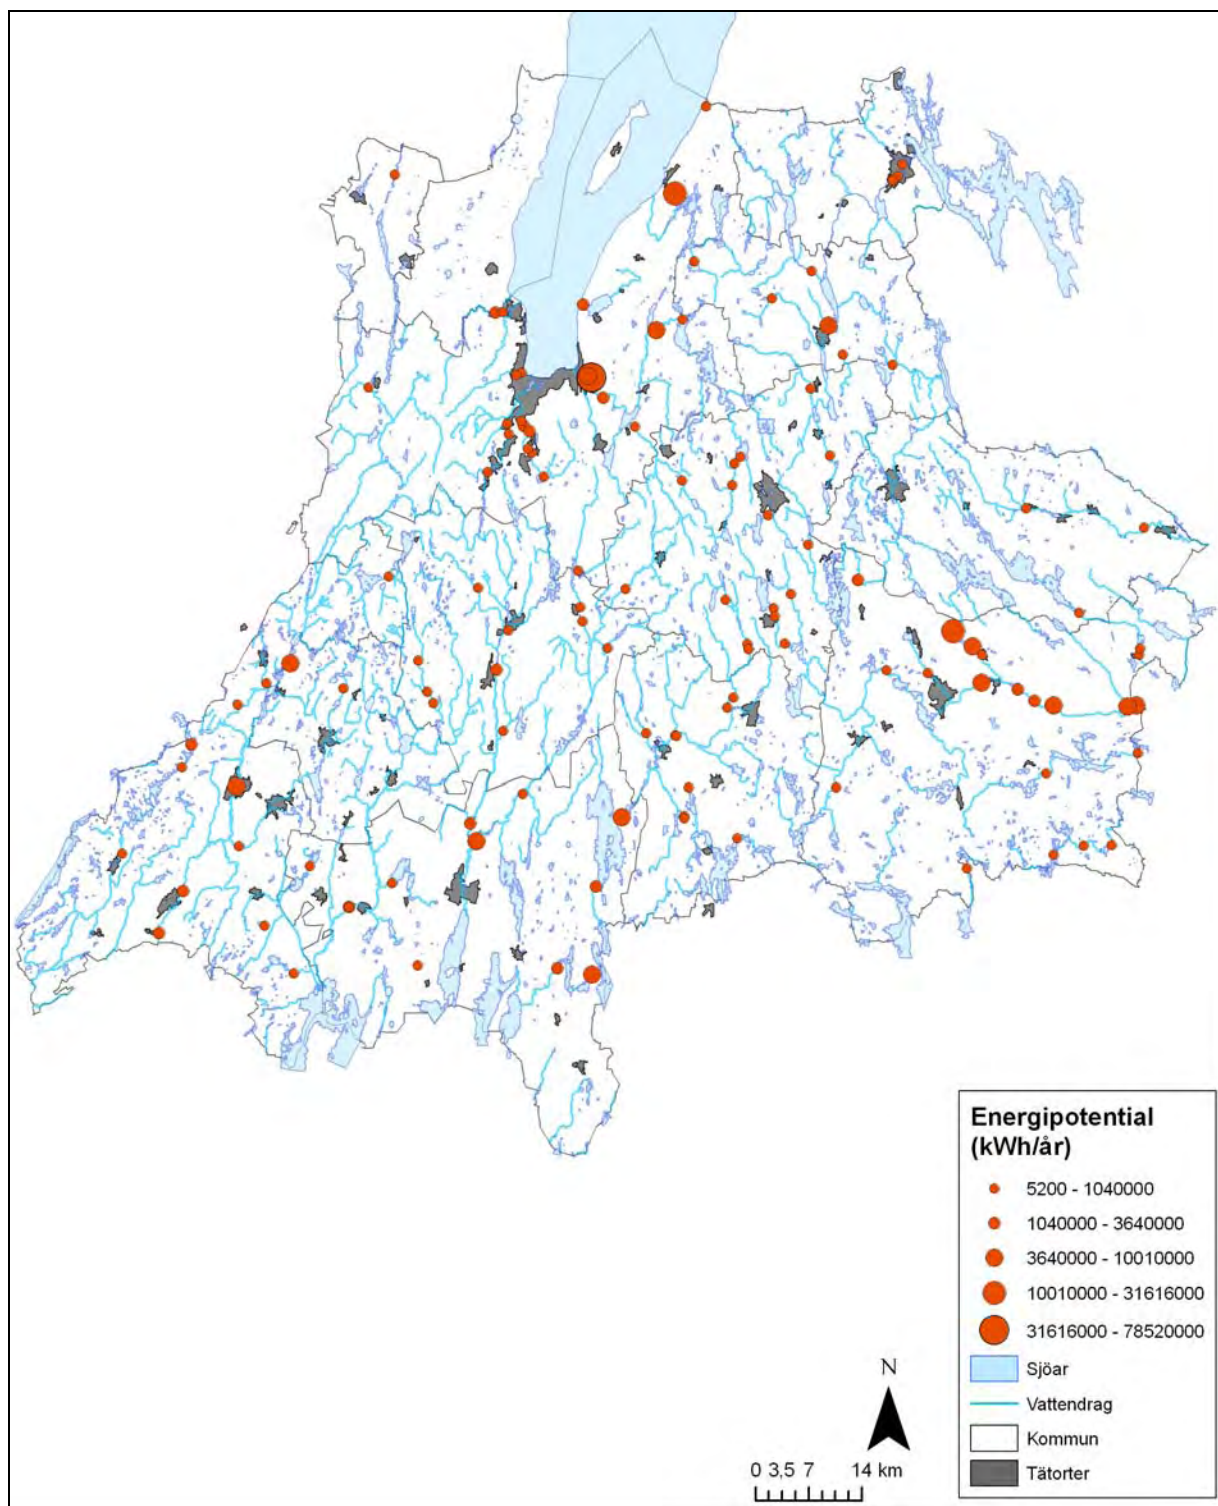 Energipotential
(kWh/år)
5200 - 1040000
1040000 - 3640000
3640000 - 10010000
10010000 - 31616000
31616000 - 78520000
Sjöar
Vattendrag
Kommun
Tätorter
N
0 3,5 7 14 km